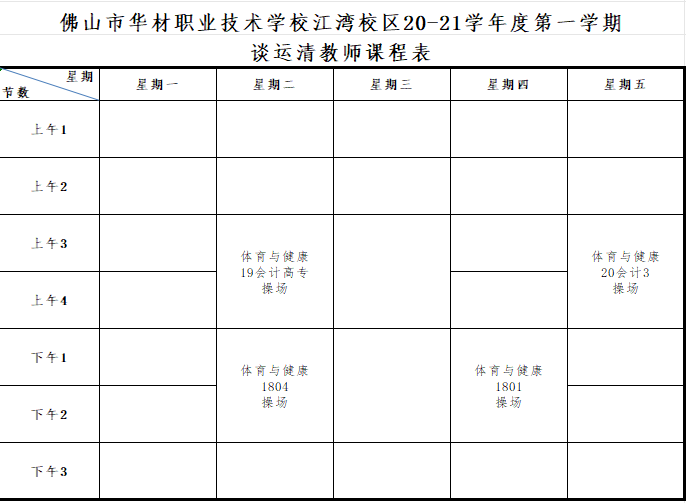 佛山市华材职业技术学校江湾校区20-21学年度第一学期
谈运清教师课程表
星期
节数
星期一
星期二
星期三
星期四
星期五
上午1
上午2
上午3
体育与健康
19会计高专
操场
体育与健康
20会计3
操场
上午4
下午1
体育与健康
1804
操场
体育与健康
1801
操场
下午2
下午3